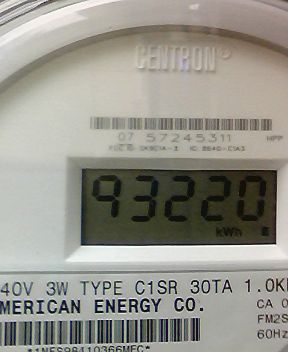 CENTRON®
07 57245311 HPP
93220
kWh
40V 3W TYPE C1SR 30TA 1.0K
MERICAN ENERGY CO.
CA 0
FM2S
60Hz